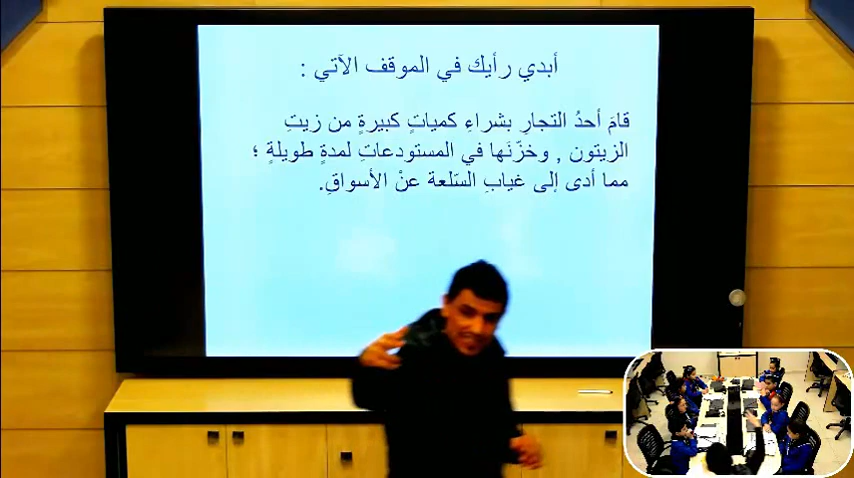 أبدي رأيك في الموقف الآتي :
قامَ أحدُ التجارِ بشراءِ كمياتٍ كبيرةٍ من زيتِ
الزيتون , وخزّنَها في المستودعاتِ لمدةٍ طويلةٍ ؛
مما أدى إلى غيابِ السّلعة عنْ الأسواقِ.